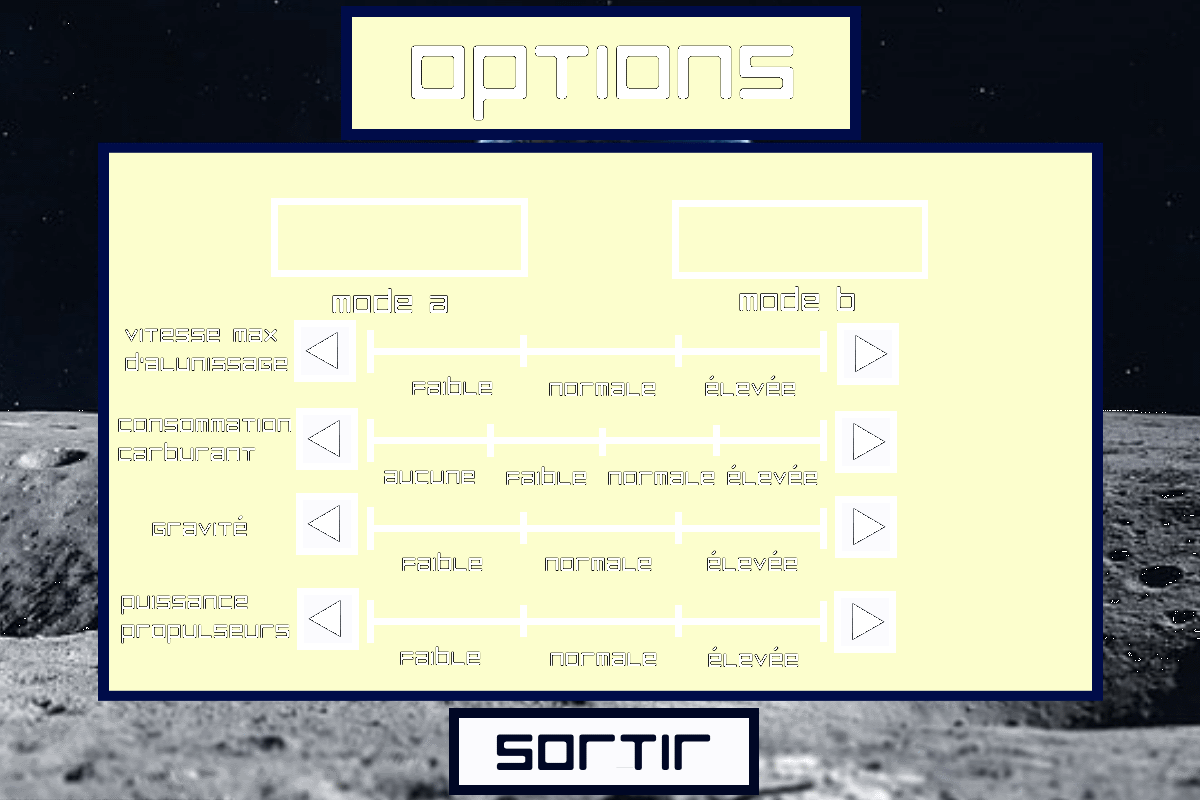 OPTIONS
mode a
mode b
vitesse max
d'alunissage
faible normale élevée
consommation
carburant
aucune faible normale élevée
Gravité
faible normale élevée
puissance
propulseurs
faible normale élevée
SORTIR